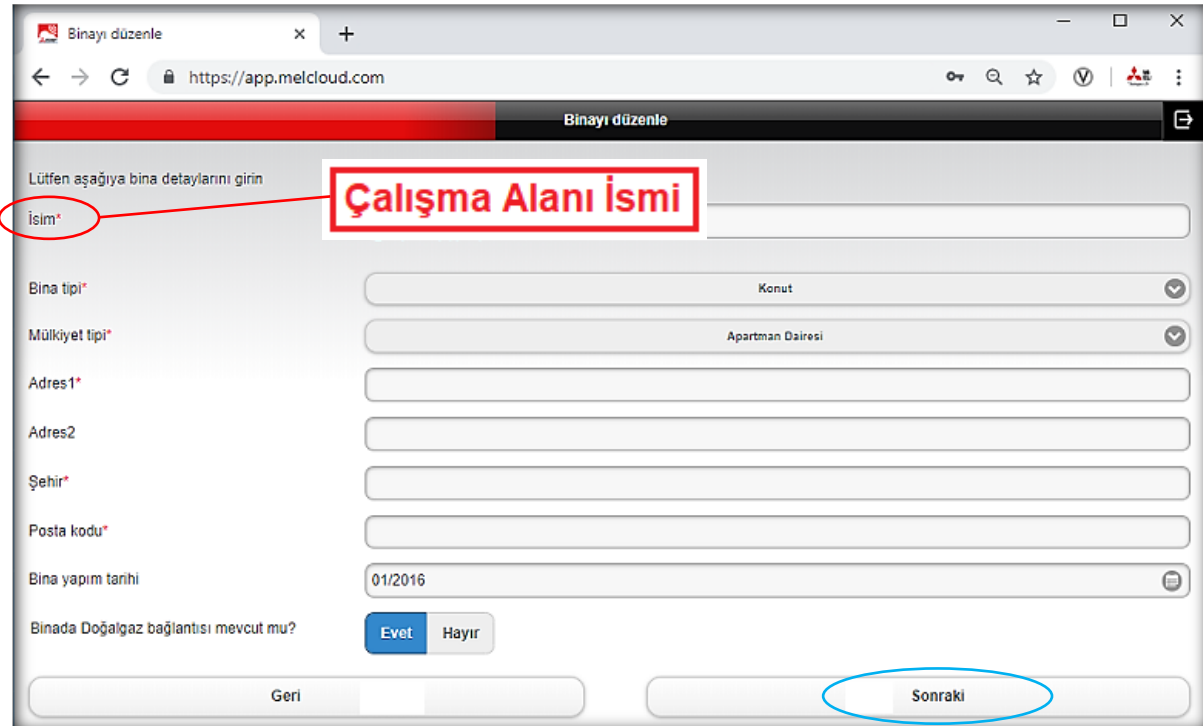 Binayı düzenle
https://app.melcloud.com
Binayı düzenle
Lütfen aşağıya bina detaylarını girin
İsim*
Çalışma Alanı İsmi
Bina tipi*
Konut
Mülkiyet tipi*
Apartman Dairesi
Adres1*
Adres2
Şehir*
Posta kodu*
Bina yapım tarihi
01/2016
Binada Doğalgaz bağlantısı mevcut mu?
Evet Hayır
Geri
Sonraki